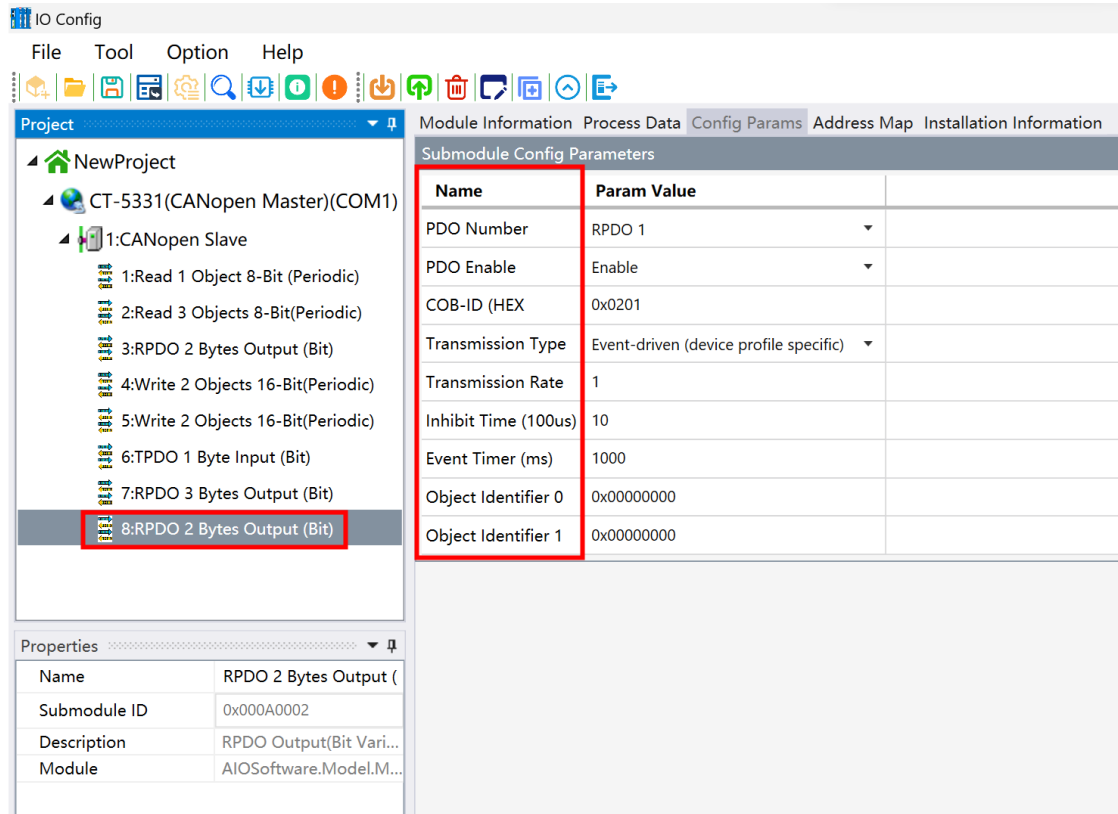 IO Config
File Tool Option Help
Project
NewProject
CT-5331(CANopen Master)(COM1)
1:CANopen Slave
1:Read 1 Object 8-Bit (Periodic)
2:Read 3 Objects 8-Bit(Periodic)
3:RPDO 2 Bytes Output (Bit)
4:Write 2 Objects 16-Bit(Periodic)
5:Write 2 Objects 16-Bit(Periodic)
6:TPDO 1 Byte Input (Bit)
7:RPDO 3 Bytes Output (Bit)
8:RPDO 2 Bytes Output (Bit)
Properties
Name RPDO 2 Bytes Output (
Submodule ID 0x000A0002
Description RPDO Output(Bit Vari...
Module AIOSoftware.Model.M...
Module Information Process Data Config Params Address Map Installation Information
Submodule Config Parameters
Name Param Value
PDO Number RPDO 1
PDO Enable Enable
COB-ID (HEX 0x0201
Transmission Type Event-driven (device profile specific)
Transmission Rate 1
Inhibit Time (100us) 10
Event Timer (ms) 1000
Object Identifier 0 0x00000000
Object Identifier 1 0x00000000